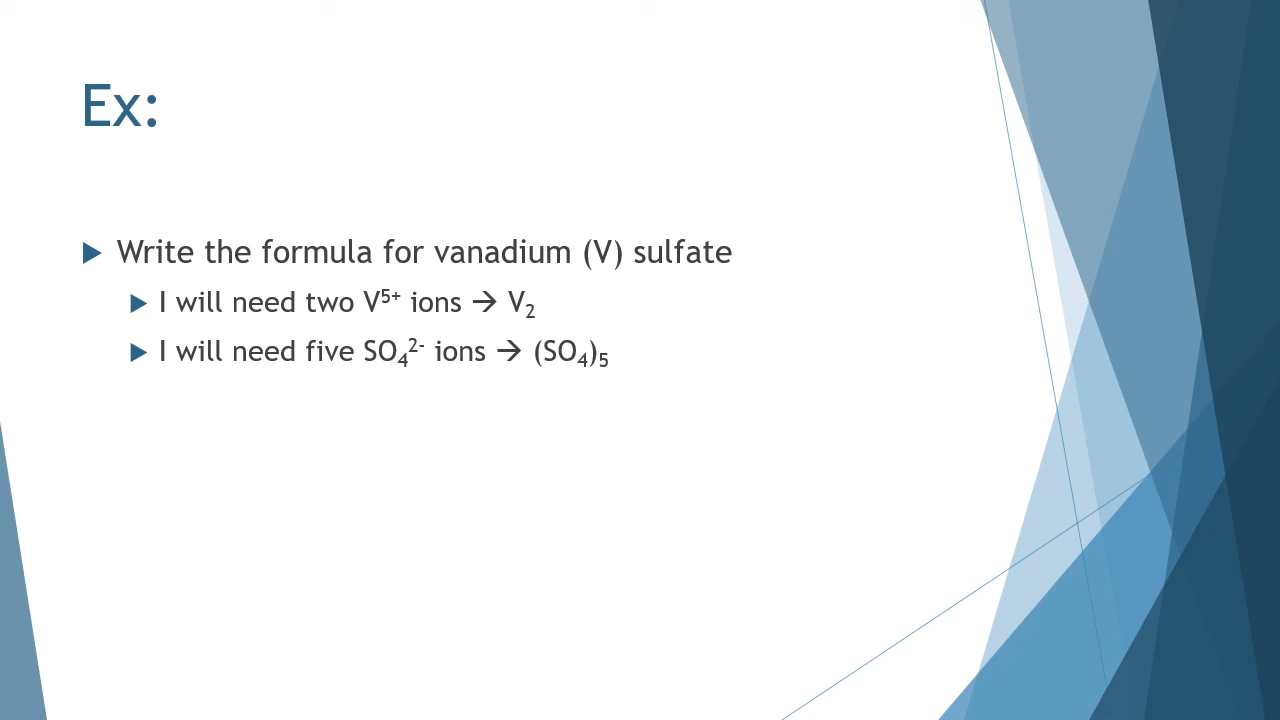 Ex:
Write the formula for vanadium (V) sulfate
I will need two V⁵⁺ ions → V₂
I will need five SO₄²⁻ ions → (SO₄)₅